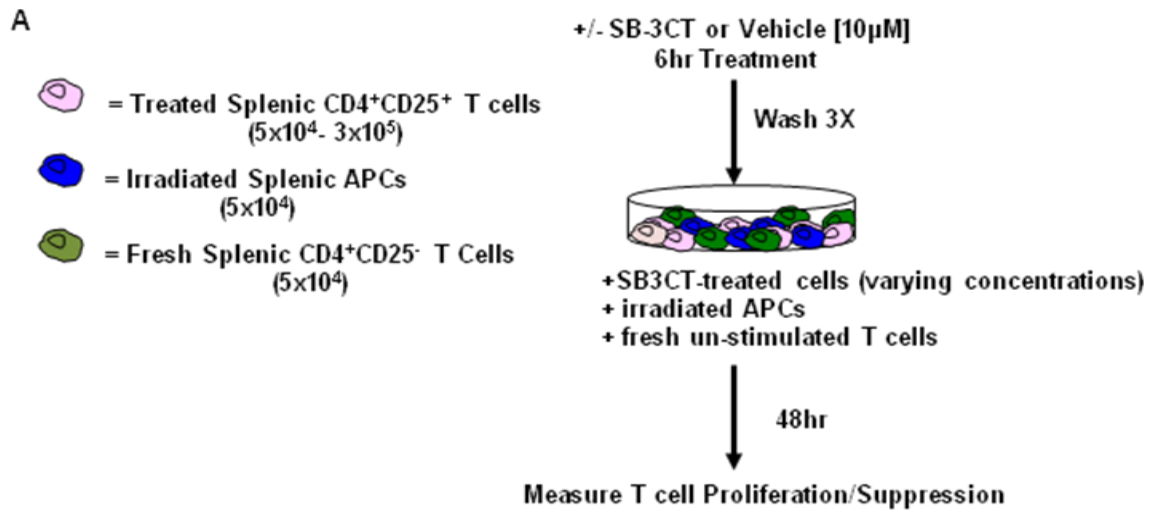 A
+/- SB-3CT or Vehicle [10μM]
6hr Treatment
Wash 3X
= Treated Splenic CD4⁺CD25⁺ T cells
(5x10⁴- 3x10⁵)
= Irradiated Splenic APCs
(5x10⁴)
= Fresh Splenic CD4⁺CD25⁻ T Cells
(5x10⁴)
+SB3CT-treated cells (varying concentrations)
+ irradiated APCs
+ fresh un-stimulated T cells
48hr
Measure T cell Proliferation/Suppression